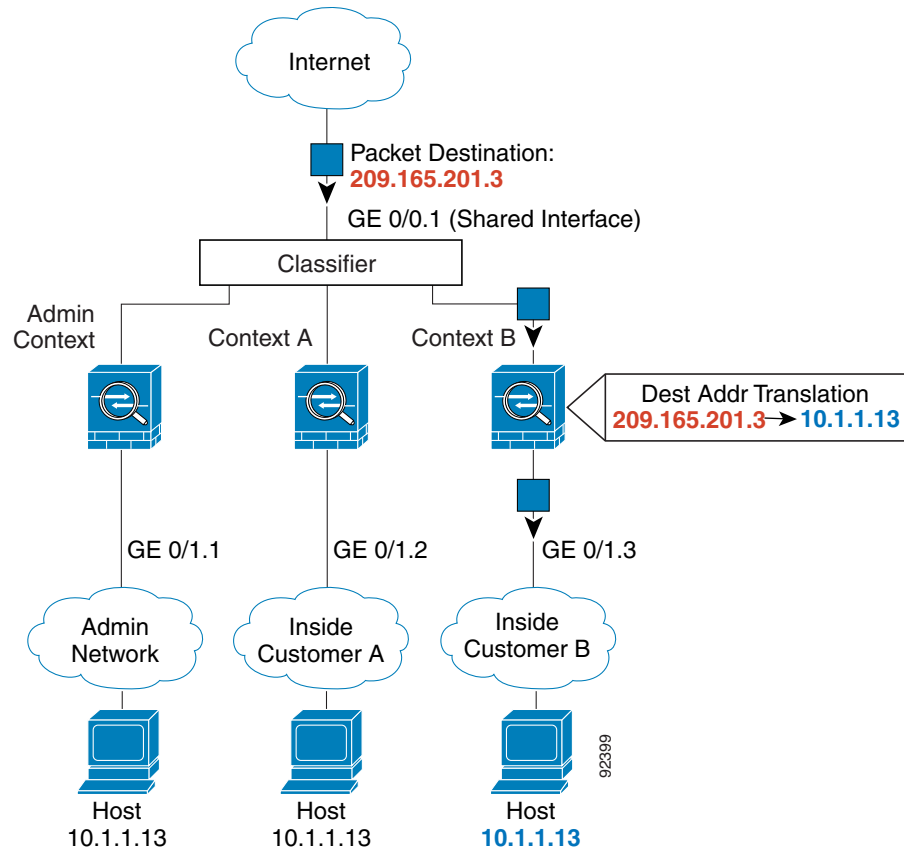 Internet
Packet Destination:
209.165.201.3
GE 0/0.1 (Shared Interface)
Classifier
Admin
Context
Context A
Context B
Dest Addr Translation
209.165.201.3 10.1.1.13
GE 0/1.1
GE 0/1.2
GE 0/1.3
Admin
Network
Inside
Customer A
Inside
Customer B
92399
Host
10.1.1.13
Host
10.1.1.13
Host
10.1.1.13